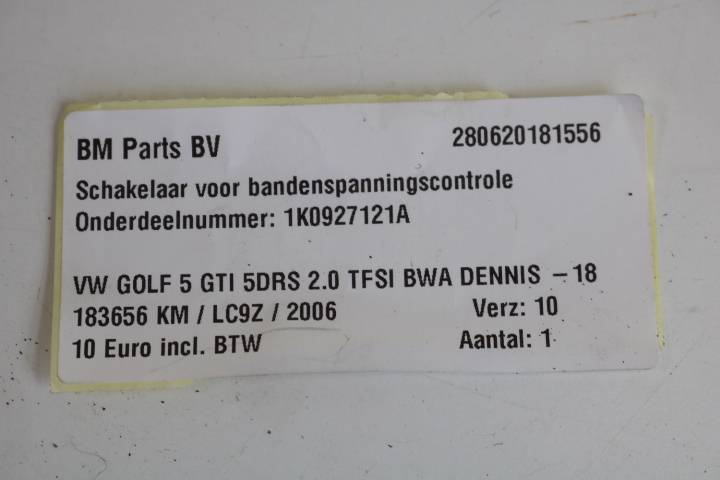 BM Parts BV 280620181556
Schakelaar voor bandenspanningscontrole
Onderdeelnummer: 1K0927121A
VW GOLF 5 GTI 5DRS 2.0 TFSI BWA DENNIS - 18
183656 KM / LC9Z / 2006 Verz: 10
10 Euro incl. BTW Aantal: 1